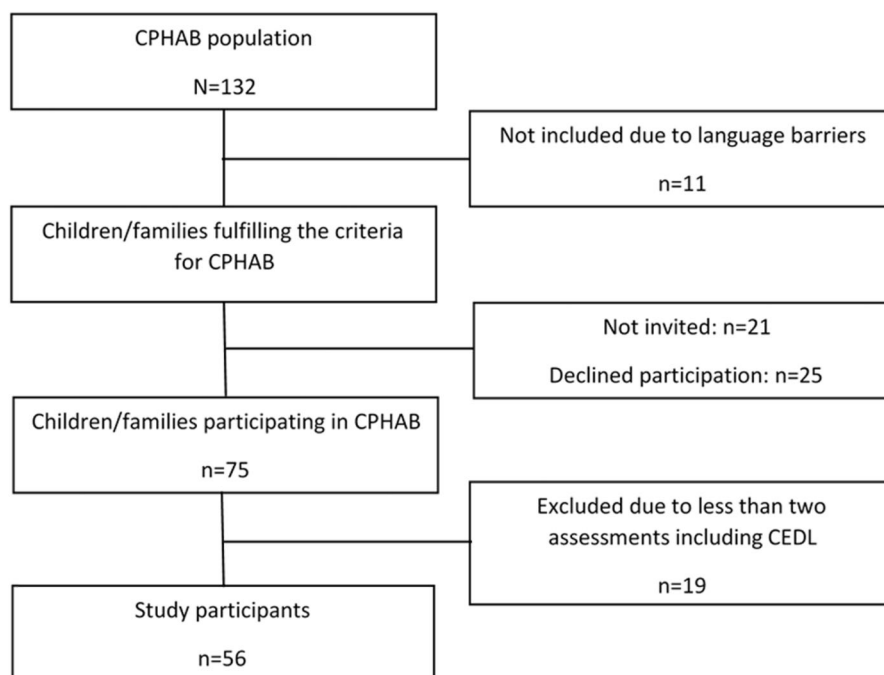 CPHAB population
N=132
Not included due to language barriers
n=11
Children/families fulfilling the criteria
for CPHAB
Not invited: n=21
Declined participation: n=25
Children/families participating in CPHAB
n=75
Excluded due to less than two
assessments including CEDL
n=19
Study participants
n=56